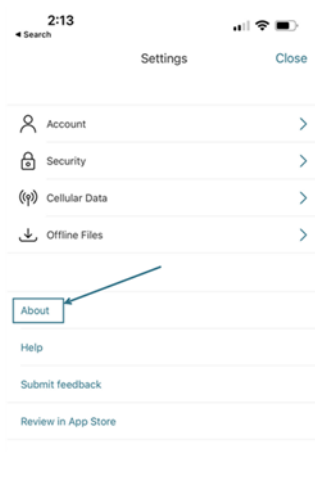 2:13
◀ Search
Settings
Close
Account
Security
Cellular Data
Offline Files
About
Help
Submit feedback
Review in App Store